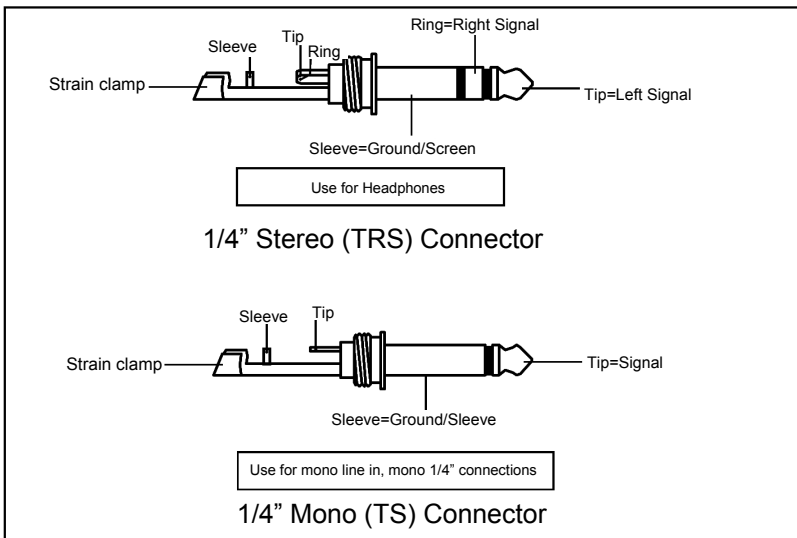 Ring=Right Signal
Tip
Sleeve
Ring
Strain clamp
Tip=Left Signal
Sleeve=Ground/Screen
Use for Headphones
1/4” Stereo (TRS) Connector
Sleeve
Tip
Strain clamp
Tip=Signal
Sleeve=Ground/Sleeve
Use for mono line in, mono 1/4” connections
1/4” Mono (TS) Connector